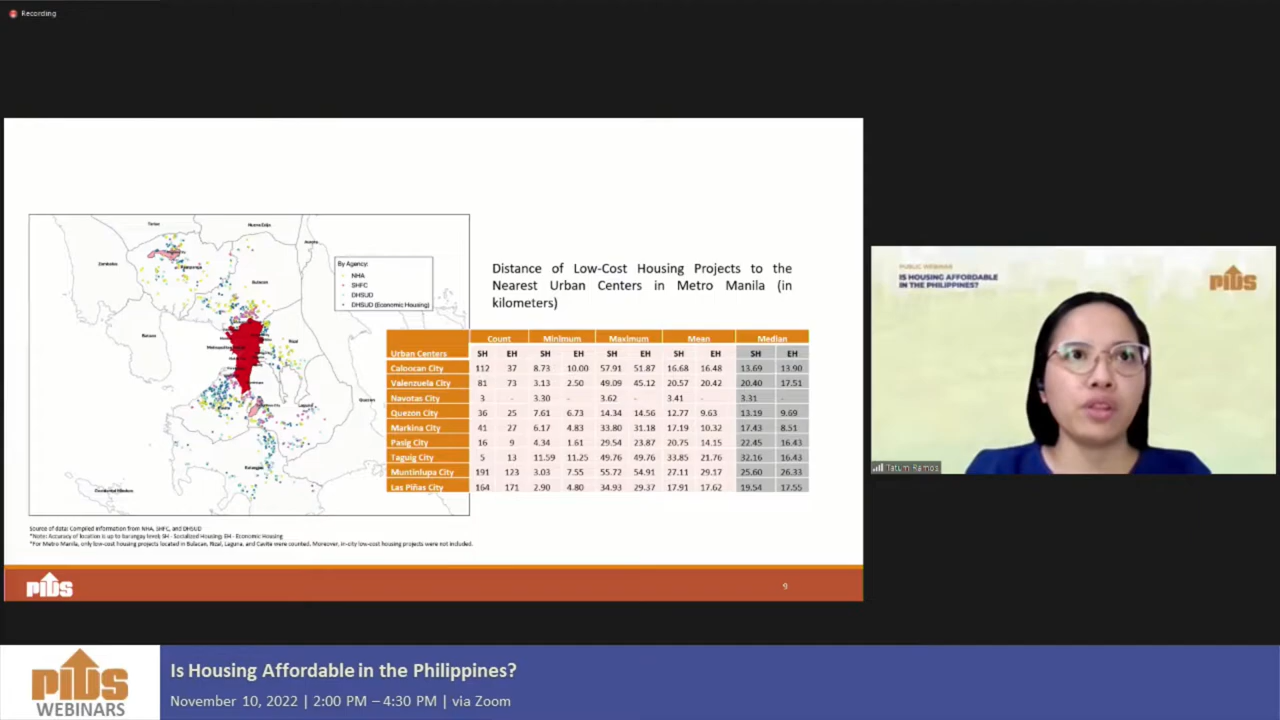 Recording
By Agency:
NHA
SHFC
DHSUD
DHSUD (Economic Housing)
Tarlac
Nueva Ecija
Aurora
Zambales
Pampanga
Bulacan
Bataan
Rizal
Quezon
Laguna
Batangas
Occidental Mindoro
Distance of Low-Cost Housing Projects to the
Nearest Urban Centers in Metro Manila (in
kilometers)
Urban Centers Count Minimum Maximum Mean Median
SH EH SH EH SH EH SH EH SH EH
Caloocan City 112 37 8.73 10.00 57.91 51.87 16.68 16.48 13.69 13.90
Valenzuela City 81 73 3.13 2.50 49.09 45.12 20.57 20.42 20.40 17.51
Navotas City 3 - 3.30 - 3.62 - 3.41 - 3.31 -
Quezon City 36 25 7.61 6.73 14.34 14.56 12.77 9.63 13.19 9.69
Markina City 41 27 6.17 4.83 33.80 31.18 17.19 10.32 17.43 8.51
Pasig City 16 9 4.34 1.61 29.54 23.87 20.75 14.15 22.45 16.43
Taguig City 5 13 11.59 11.25 49.76 49.76 33.85 21.76 32.16 16.43
Muntinlupa City 191 123 3.03 7.55 55.72 54.91 27.11 29.17 25.60 26.33
Las Piñas City 164 171 2.90 4.80 34.93 29.37 17.91 17.62 19.54 17.55
Source of data: Compiled information from NHA, SHFC, and DHSUD
*Note: Accuracy of location is up to barangay level; SH - Socialized Housing; EH - Economic Housing
*For Metro Manila, only low-cost housing projects located in Bulacan, Rizal, Laguna, and Cavite were counted. Moreover, in-city low-cost housing projects were not included.
PIDS
9
PUBLIC WEBINAR
IS HOUSING AFFORDABLE
IN THE PHILIPPINES?
PIDS
Tatum Ramos
PIDS
WEBINARS
Is Housing Affordable in the Philippines?
November 10, 2022 | 2:00 PM – 4:30 PM | via Zoom